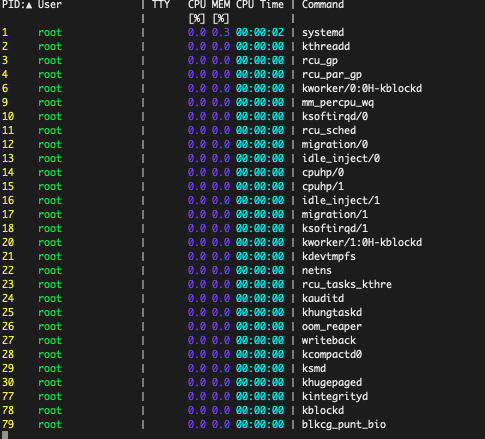 PID:▲ User | TTY CPU MEM CPU Time | Command
| [%] [%] |
1 root | 0.0 0.3 00:00:02 | systemd
2 root | 0.0 0.0 00:00:00 | kthreadd
3 root | 0.0 0.0 00:00:00 | rcu_gp
4 root | 0.0 0.0 00:00:00 | rcu_par_gp
6 root | 0.0 0.0 00:00:00 | kworker/0:0H-kblockd
9 root | 0.0 0.0 00:00:00 | mm_percpu_wq
10 root | 0.0 0.0 00:00:00 | ksoftirqd/0
11 root | 0.0 0.0 00:00:00 | rcu_sched
12 root | 0.0 0.0 00:00:00 | migration/0
13 root | 0.0 0.0 00:00:00 | idle_inject/0
14 root | 0.0 0.0 00:00:00 | cpuhp/0
15 root | 0.0 0.0 00:00:00 | cpuhp/1
16 root | 0.0 0.0 00:00:00 | idle_inject/1
17 root | 0.0 0.0 00:00:00 | migration/1
18 root | 0.0 0.0 00:00:00 | ksoftirqd/1
20 root | 0.0 0.0 00:00:00 | kworker/1:0H-kblockd
21 root | 0.0 0.0 00:00:00 | kdevtmpfs
22 root | 0.0 0.0 00:00:00 | netns
23 root | 0.0 0.0 00:00:00 | rcu_tasks_kthre
24 root | 0.0 0.0 00:00:00 | kauditd
25 root | 0.0 0.0 00:00:00 | khungtaskd
26 root | 0.0 0.0 00:00:00 | oom_reaper
27 root | 0.0 0.0 00:00:00 | writeback
28 root | 0.0 0.0 00:00:00 | kcompactd0
29 root | 0.0 0.0 00:00:00 | ksmd
30 root | 0.0 0.0 00:00:00 | khugepaged
77 root | 0.0 0.0 00:00:00 | kintegrityd
78 root | 0.0 0.0 00:00:00 | kblockd
79 root | 0.0 0.0 00:00:00 | blkcg_punt_bio